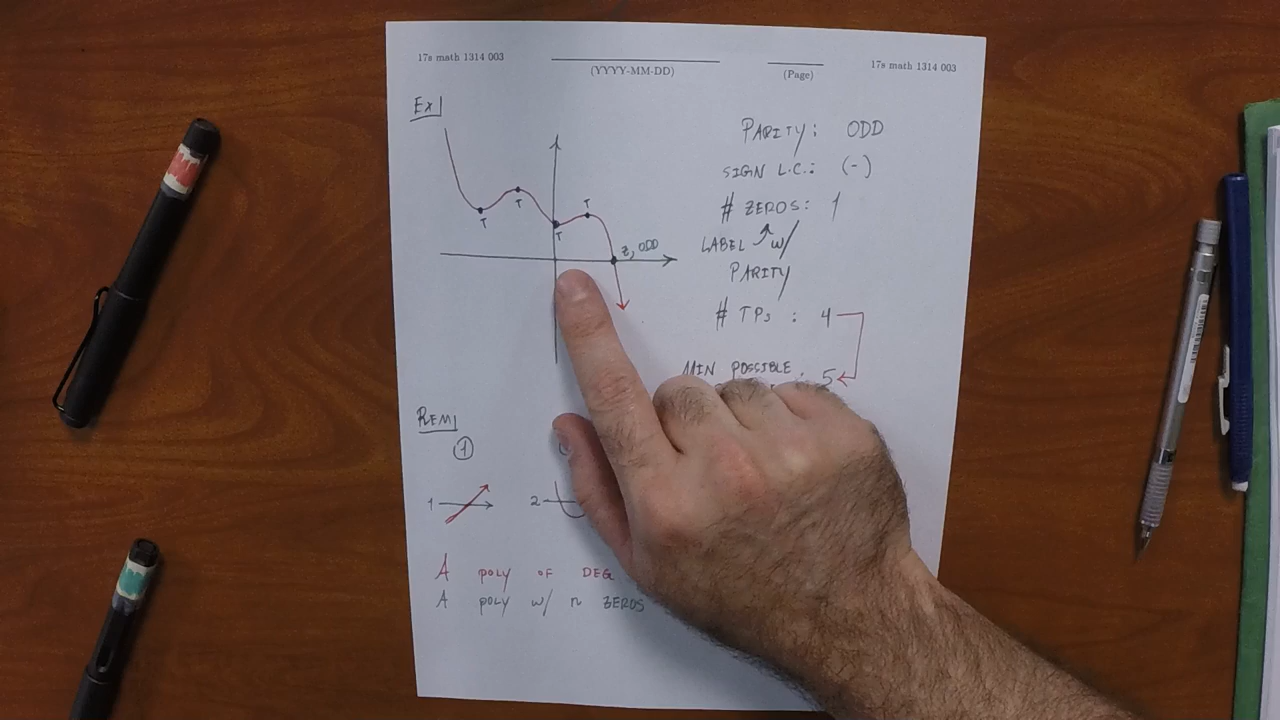 17s math 1314 003
(YYYY-MM-DD)
(Page)
17s math 1314 003
Ex1
T
T
T
T
Z, ODD
PARITY: ODD
SIGN L.C.: (-)
# ZEROS: 1
LABEL w/
PARITY
# TPs : 4
MIN POSSIBLE : 5
REM1
1
1
2
A POLY OF DEG
A POLY w/ n ZEROS